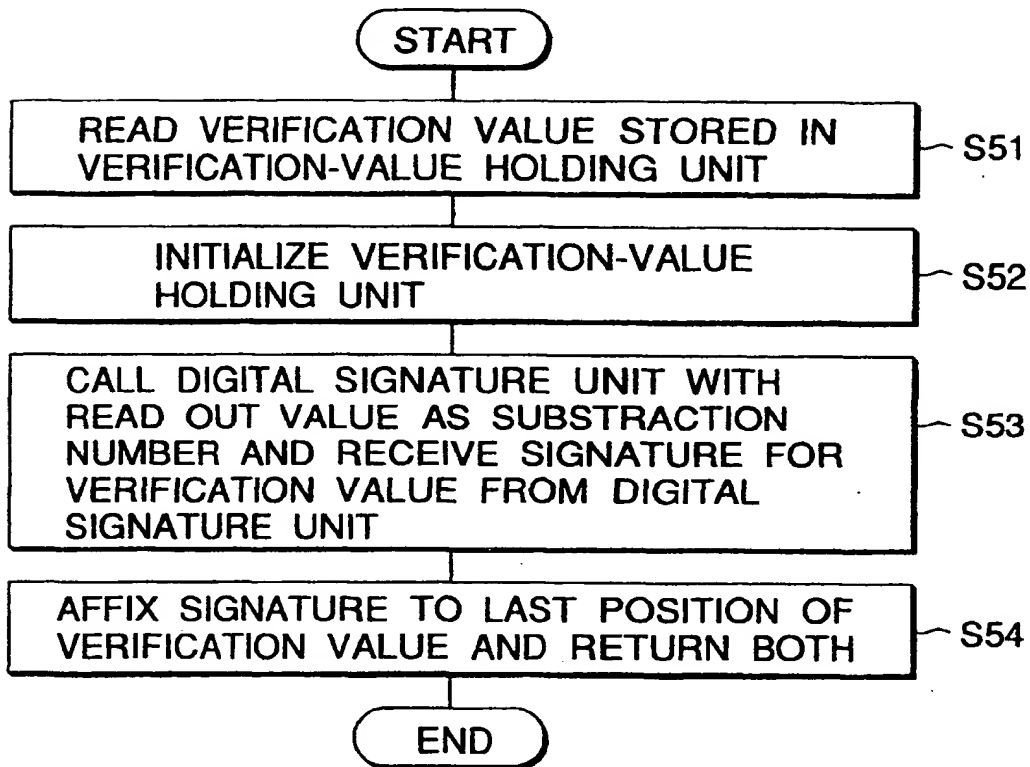 START
READ VERIFICATION VALUE STORED IN
VERIFICATION-VALUE HOLDING UNIT
S51
INITIALIZE VERIFICATION-VALUE
HOLDING UNIT
S52
CALL DIGITAL SIGNATURE UNIT WITH
READ OUT VALUE AS SUBSTRACTION
NUMBER AND RECEIVE SIGNATURE FOR
VERIFICATION VALUE FROM DIGITAL
SIGNATURE UNIT
S53
AFFIX SIGNATURE TO LAST POSITION OF
VERIFICATION VALUE AND RETURN BOTH
S54
END